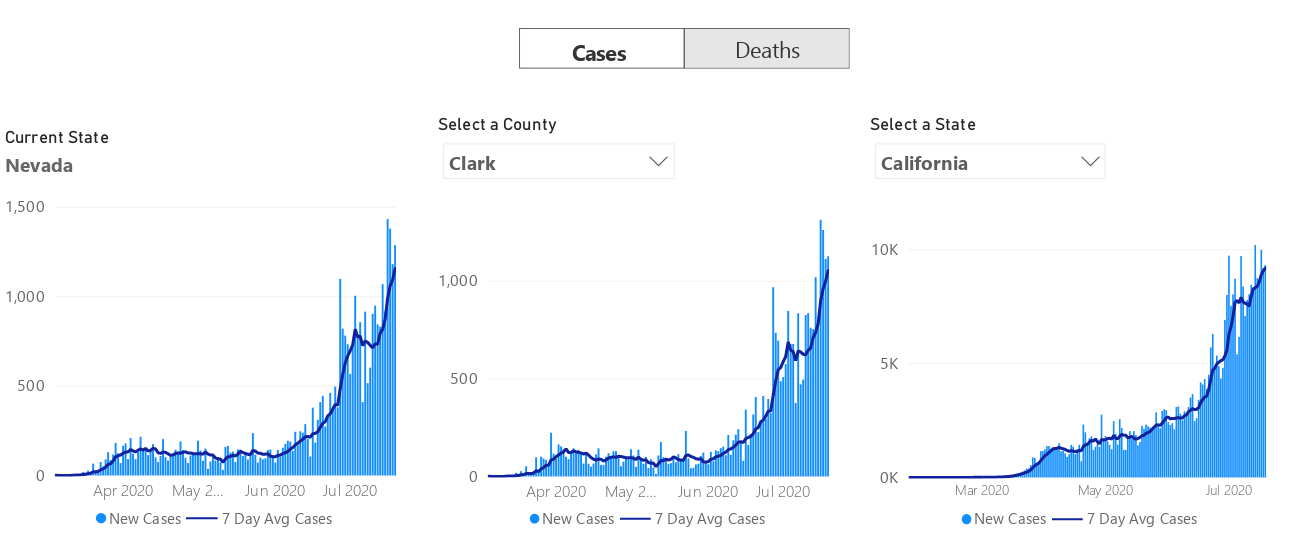 Cases
Deaths
Current State
Nevada
1,500
1,000
500
0
Apr 2020
May 2...
Jun 2020
Jul 2020
New Cases
7 Day Avg Cases
Select a County
Clark
1,000
500
0
Apr 2020
May 2...
Jun 2020
Jul 2020
New Cases
7 Day Avg Cases
Select a State
California
10K
5K
0K
Mar 2020
May 2020
Jul 2020
New Cases
7 Day Avg Cases